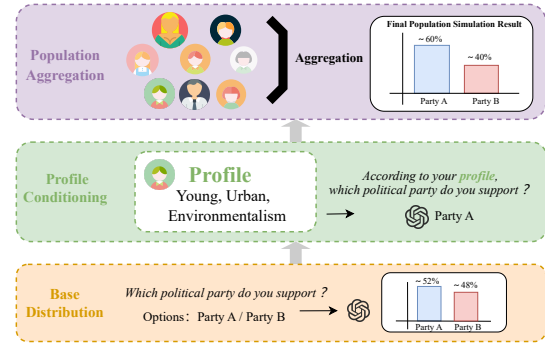 Population
Aggregation
Aggregation
Final Population Simulation Result
~60%
~40%
Party A
Party B
Profile
Conditioning
Profile
Young, Urban,
Environmentalism
According to your profile,
which political party do you support ?
Party A
Base
Distribution
Which political party do you support ?
Options: Party A / Party B
~52%
~48%
Party A
Party B